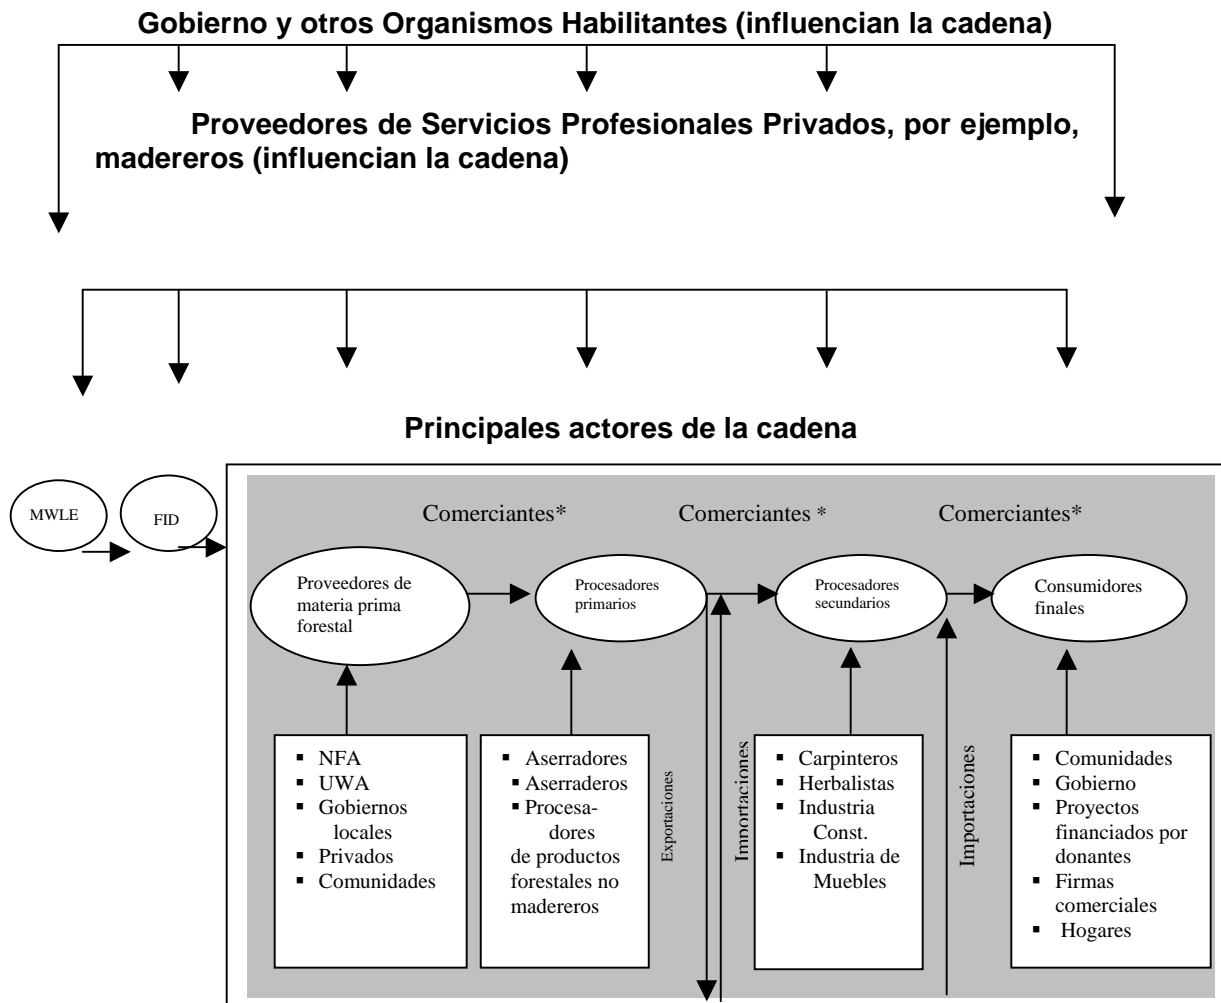 Gobierno y otros Organismos Habilitantes (influencian la cadena)
Proveedores de Servicios Profesionales Privados, por ejemplo,
madereros (influencian la cadena)
Principales actores de la cadena
MWLE
FID
Comerciantes*
Comerciantes *
Comerciantes*
Proveedores de
materia prima
forestal
Procesadores
primarios
Procesadores
secundarios
Consumidores
finales
▪ NFA
▪ UWA
▪ Gobiernos
locales
▪ Privados
▪ Comunidades
▪ Aserradores
▪ Aserraderos
▪ Procesa-
dores
de productos
forestales no
madereros
Exportaciones
Importaciones
▪ Carpinteros
▪ Herbalistas
▪ Industria
Const.
▪ Industria de
Muebles
Importaciones
▪ Comunidades
▪ Gobierno
▪ Proyectos
financiados por
donantes
▪ Firmas
comerciales
▪ Hogares